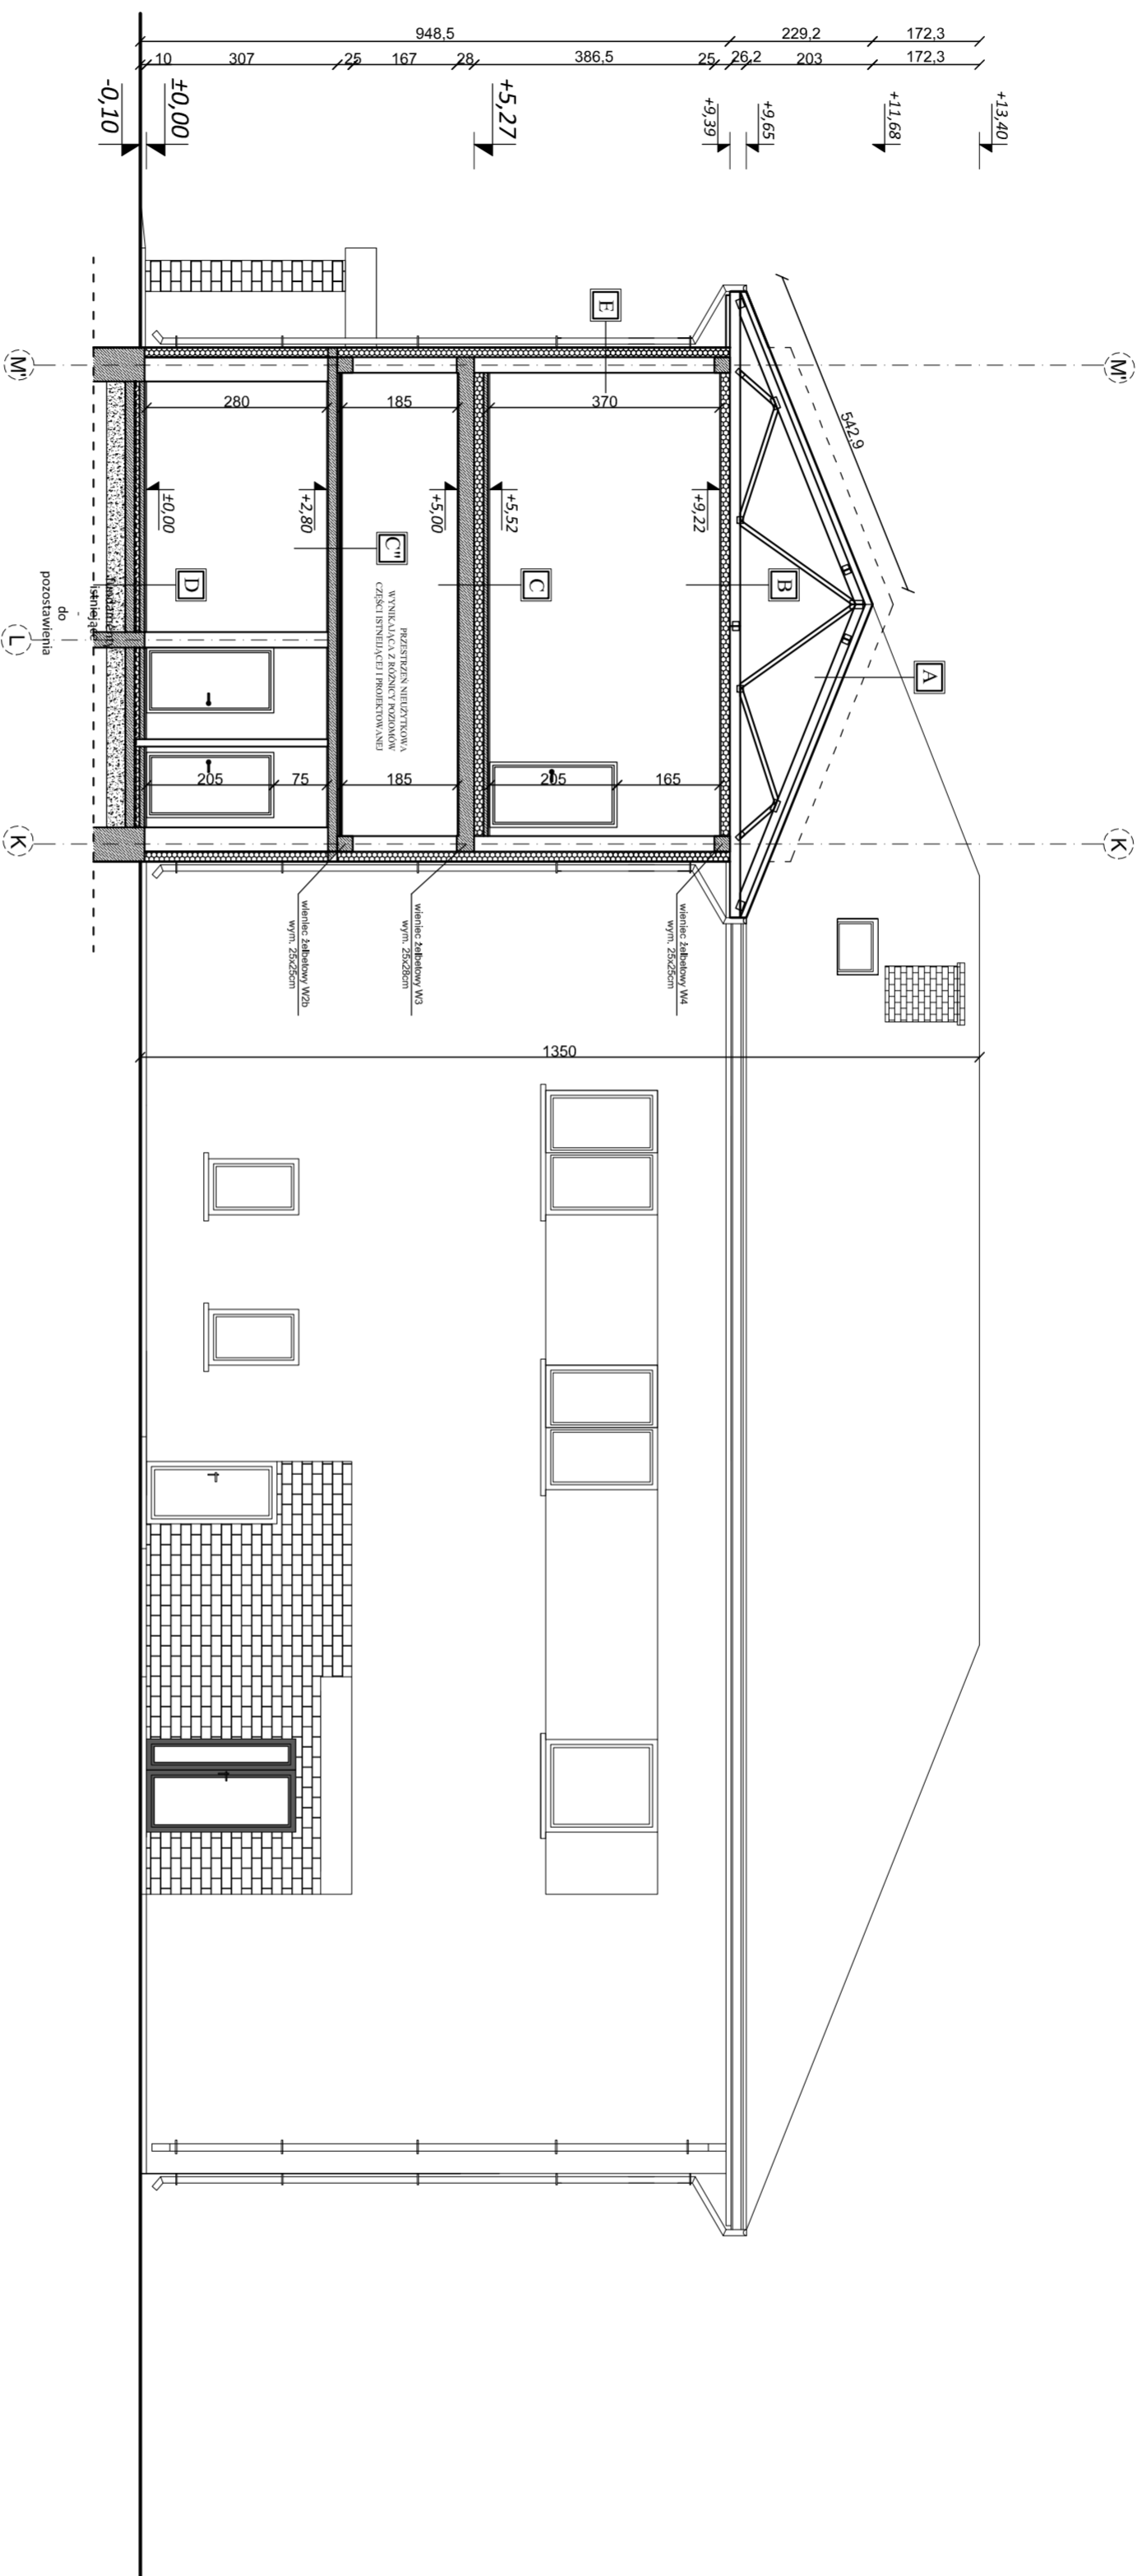 948,5
229,2
172,3
10
307
25
167
28
386,5
25
26,2
203
172,3
-0,10
±0,00
+5,27
+9,39
+9,65
+11,68
+13,40
M'
M'
E
542,9
280
185
370
±0,00
+2,80
+5,00
+5,52
+9,22
A
B
C
C"
D
PRZESTRZEŃ NIEUŻYTKOWA
WYNIKAJĄCA Z RÓŻNICY POZIOMÓW
CZĘŚCI ISTNIEJĄCEJ I PROJEKTOWANEJ
fundamenty
istniejące
-
do
pozostawienia
L
205
75
185
205
165
K
K
wieniec żelbetowy W2b
wym. 25x25cm
wieniec żelbetowy W3
wym. 25x28cm
wieniec żelbetowy W4
wym. 25x25cm
1350